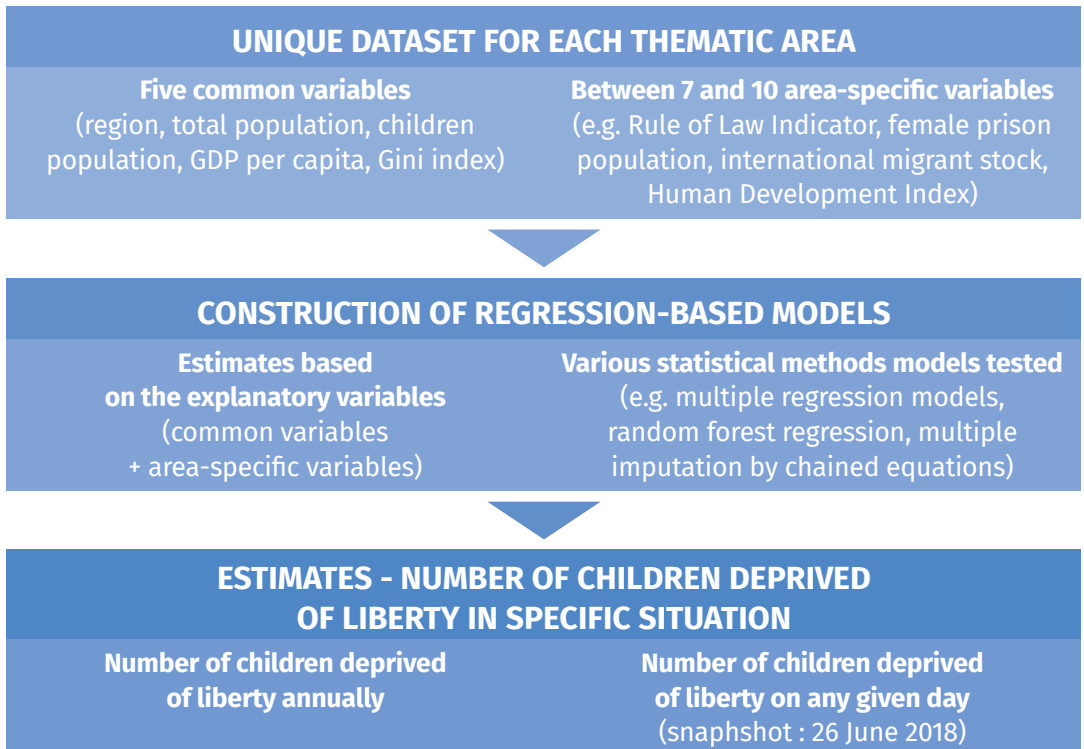 UNIQUE DATASET FOR EACH THEMATIC AREA
Five common variables
(region, total population, children
population, GDP per capita, Gini index)
Between 7 and 10 area-specific variables
(e.g. Rule of Law Indicator, female prison
population, international migrant stock,
Human Development Index)
CONSTRUCTION OF REGRESSION-BASED MODELS
Estimates based
on the explanatory variables
(common variables
+ area-specific variables)
Various statistical methods models tested
(e.g. multiple regression models,
random forest regression, multiple
imputation by chained equations)
ESTIMATES - NUMBER OF CHILDREN DEPRIVED
OF LIBERTY IN SPECIFIC SITUATION
Number of children deprived
of liberty annually
Number of children deprived
of liberty on any given day
(snaphshot : 26 June 2018)